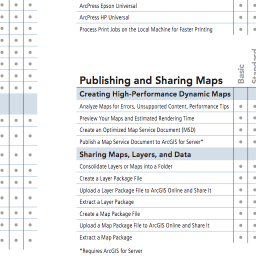 ArcPress Epson Universal
ArcPress HP Universal
Process Print Jobs on the Local Machine for Faster Printing
Publishing and Sharing Maps
Basic
Standard
Creating High-Performance Dynamic Maps
Analyze Maps for Errors, Unsupported Content, Performance Tips
Preview Your Maps and Estimated Rendering Time
Create an Optimized Map Service Document (MSD)
Publish a Map Service Document to ArcGIS for Server*
Sharing Maps, Layers, and Data
Consolidate Layers or Maps into a Folder
Create a Layer Package File
Upload a Layer Package File to ArcGIS Online and Share It
Extract a Layer Package
Create a Map Package File
Upload a Map Package File to ArcGIS Online and Share It
Extract a Map Package
*Requires ArcGIS for Server